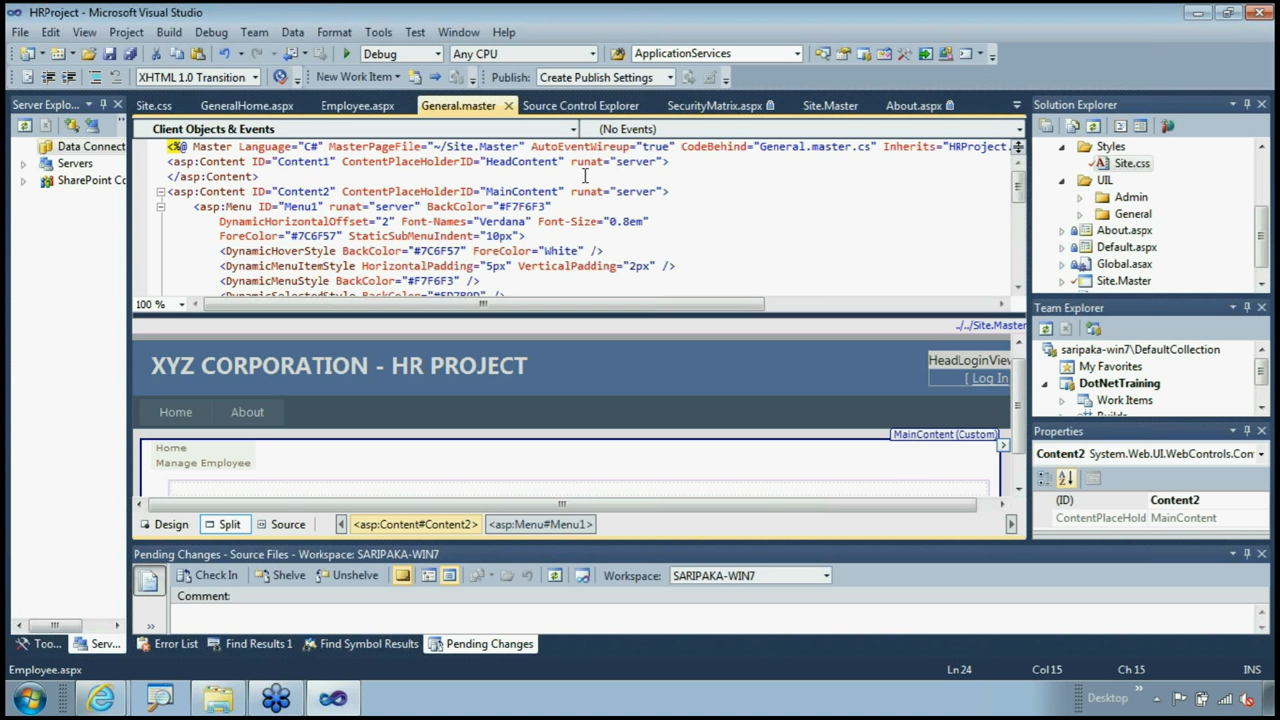 HRProject - Microsoft Visual Studio
File Edit View Project Build Debug Team Data Format Tools Test Window Help
Debug Any CPU ApplicationServices
XHTML 1.0 Transition New Work Item Publish: Create Publish Settings
Server Explo...
Site.css GeneralHome.aspx Employee.aspx General.master Source Control Explorer SecurityMatrix.aspx Site.Master About.aspx
Solution Explorer
Client Objects & Events (No Events)
Data Connect
Servers
SharePoint Co
<%@ Master Language="C#" MasterPageFile="~/Site.Master" AutoEventWireup="true" CodeBehind="General.master.cs" Inherits="HRProject.
<asp:Content ID="Content1" ContentPlaceHolderID="HeadContent" runat="server">
</asp:Content>
<asp:Content ID="Content2" ContentPlaceHolderID="MainContent" runat="server">
<asp:Menu ID="Menu1" runat="server" BackColor="#F7F6F3"
DynamicHorizontalOffset="2" Font-Names="Verdana" Font-Size="0.8em"
ForeColor="#7C6F57" StaticSubMenuIndent="10px">
<DynamicHoverStyle BackColor="#7C6F57" ForeColor="White" />
<DynamicMenuItemStyle HorizontalPadding="5px" VerticalPadding="2px" />
<DynamicMenuStyle BackColor="#F7F6F3" />
<DynamicSelectedStyle BackColor="#5D7B9D" />
100 %
Styles
Site.css
UIL
Admin
General
About.aspx
Default.aspx
Global.asax
Site.Master
../../Site.Master
XYZ CORPORATION - HR PROJECT
HeadLoginView
[ Log In
Home About
MainContent (Custom)
Home
Manage Employee
Team Explorer
saripaka-win7\DefaultCollection
My Favorites
DotNetTraining
Work Items
Builds
Properties
Content2 System.Web.UI.WebControls.Con
(ID) Content2
ContentPlaceHold MainContent
Design Split Source <asp:Content#Content2> <asp:Menu#Menu1>
Pending Changes - Source Files - Workspace: SARIPAKA-WIN7
Check In Shelve Unshelve Workspace: SARIPAKA-WIN7
Comment:
Too... Serv... Error List Find Results 1 Find Symbol Results Pending Changes
Employee.aspx Ln24 Col15 Ch15 INS
Desktop